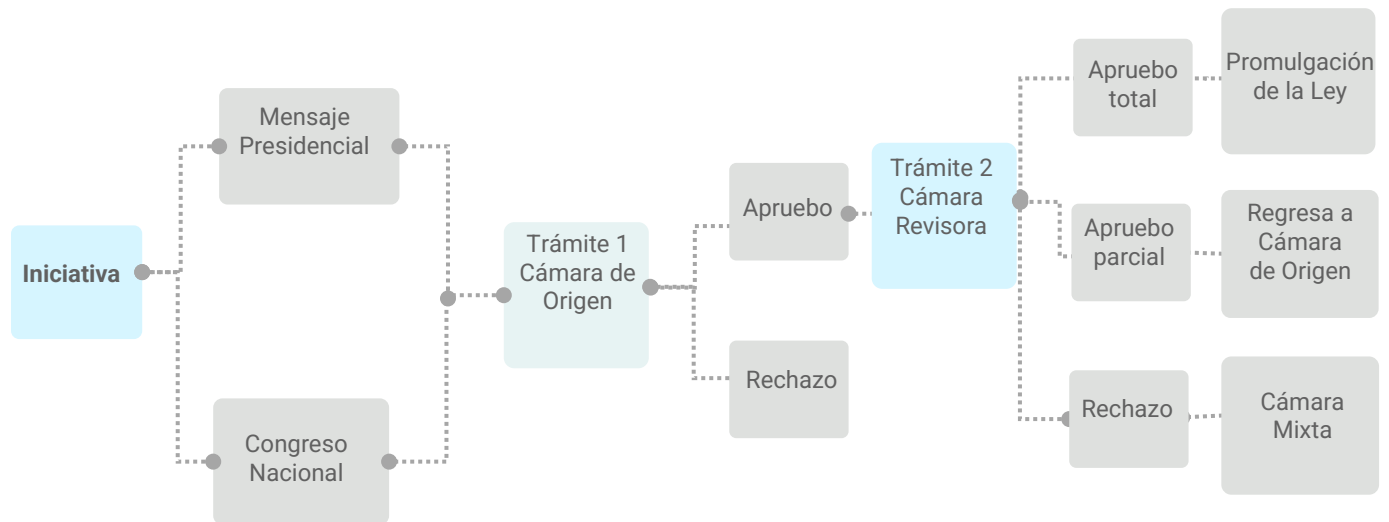 Iniciativa
Mensaje
Presidencial
Congreso
Nacional
Trámite 1
Cámara de
Origen
Apruebo
Rechazo
Trámite 2
Cámara
Revisora
Apruebo
total
Promulgación
de la Ley
Apruebo
parcial
Regresa a
Cámara
de Origen
Rechazo
Cámara
Mixta